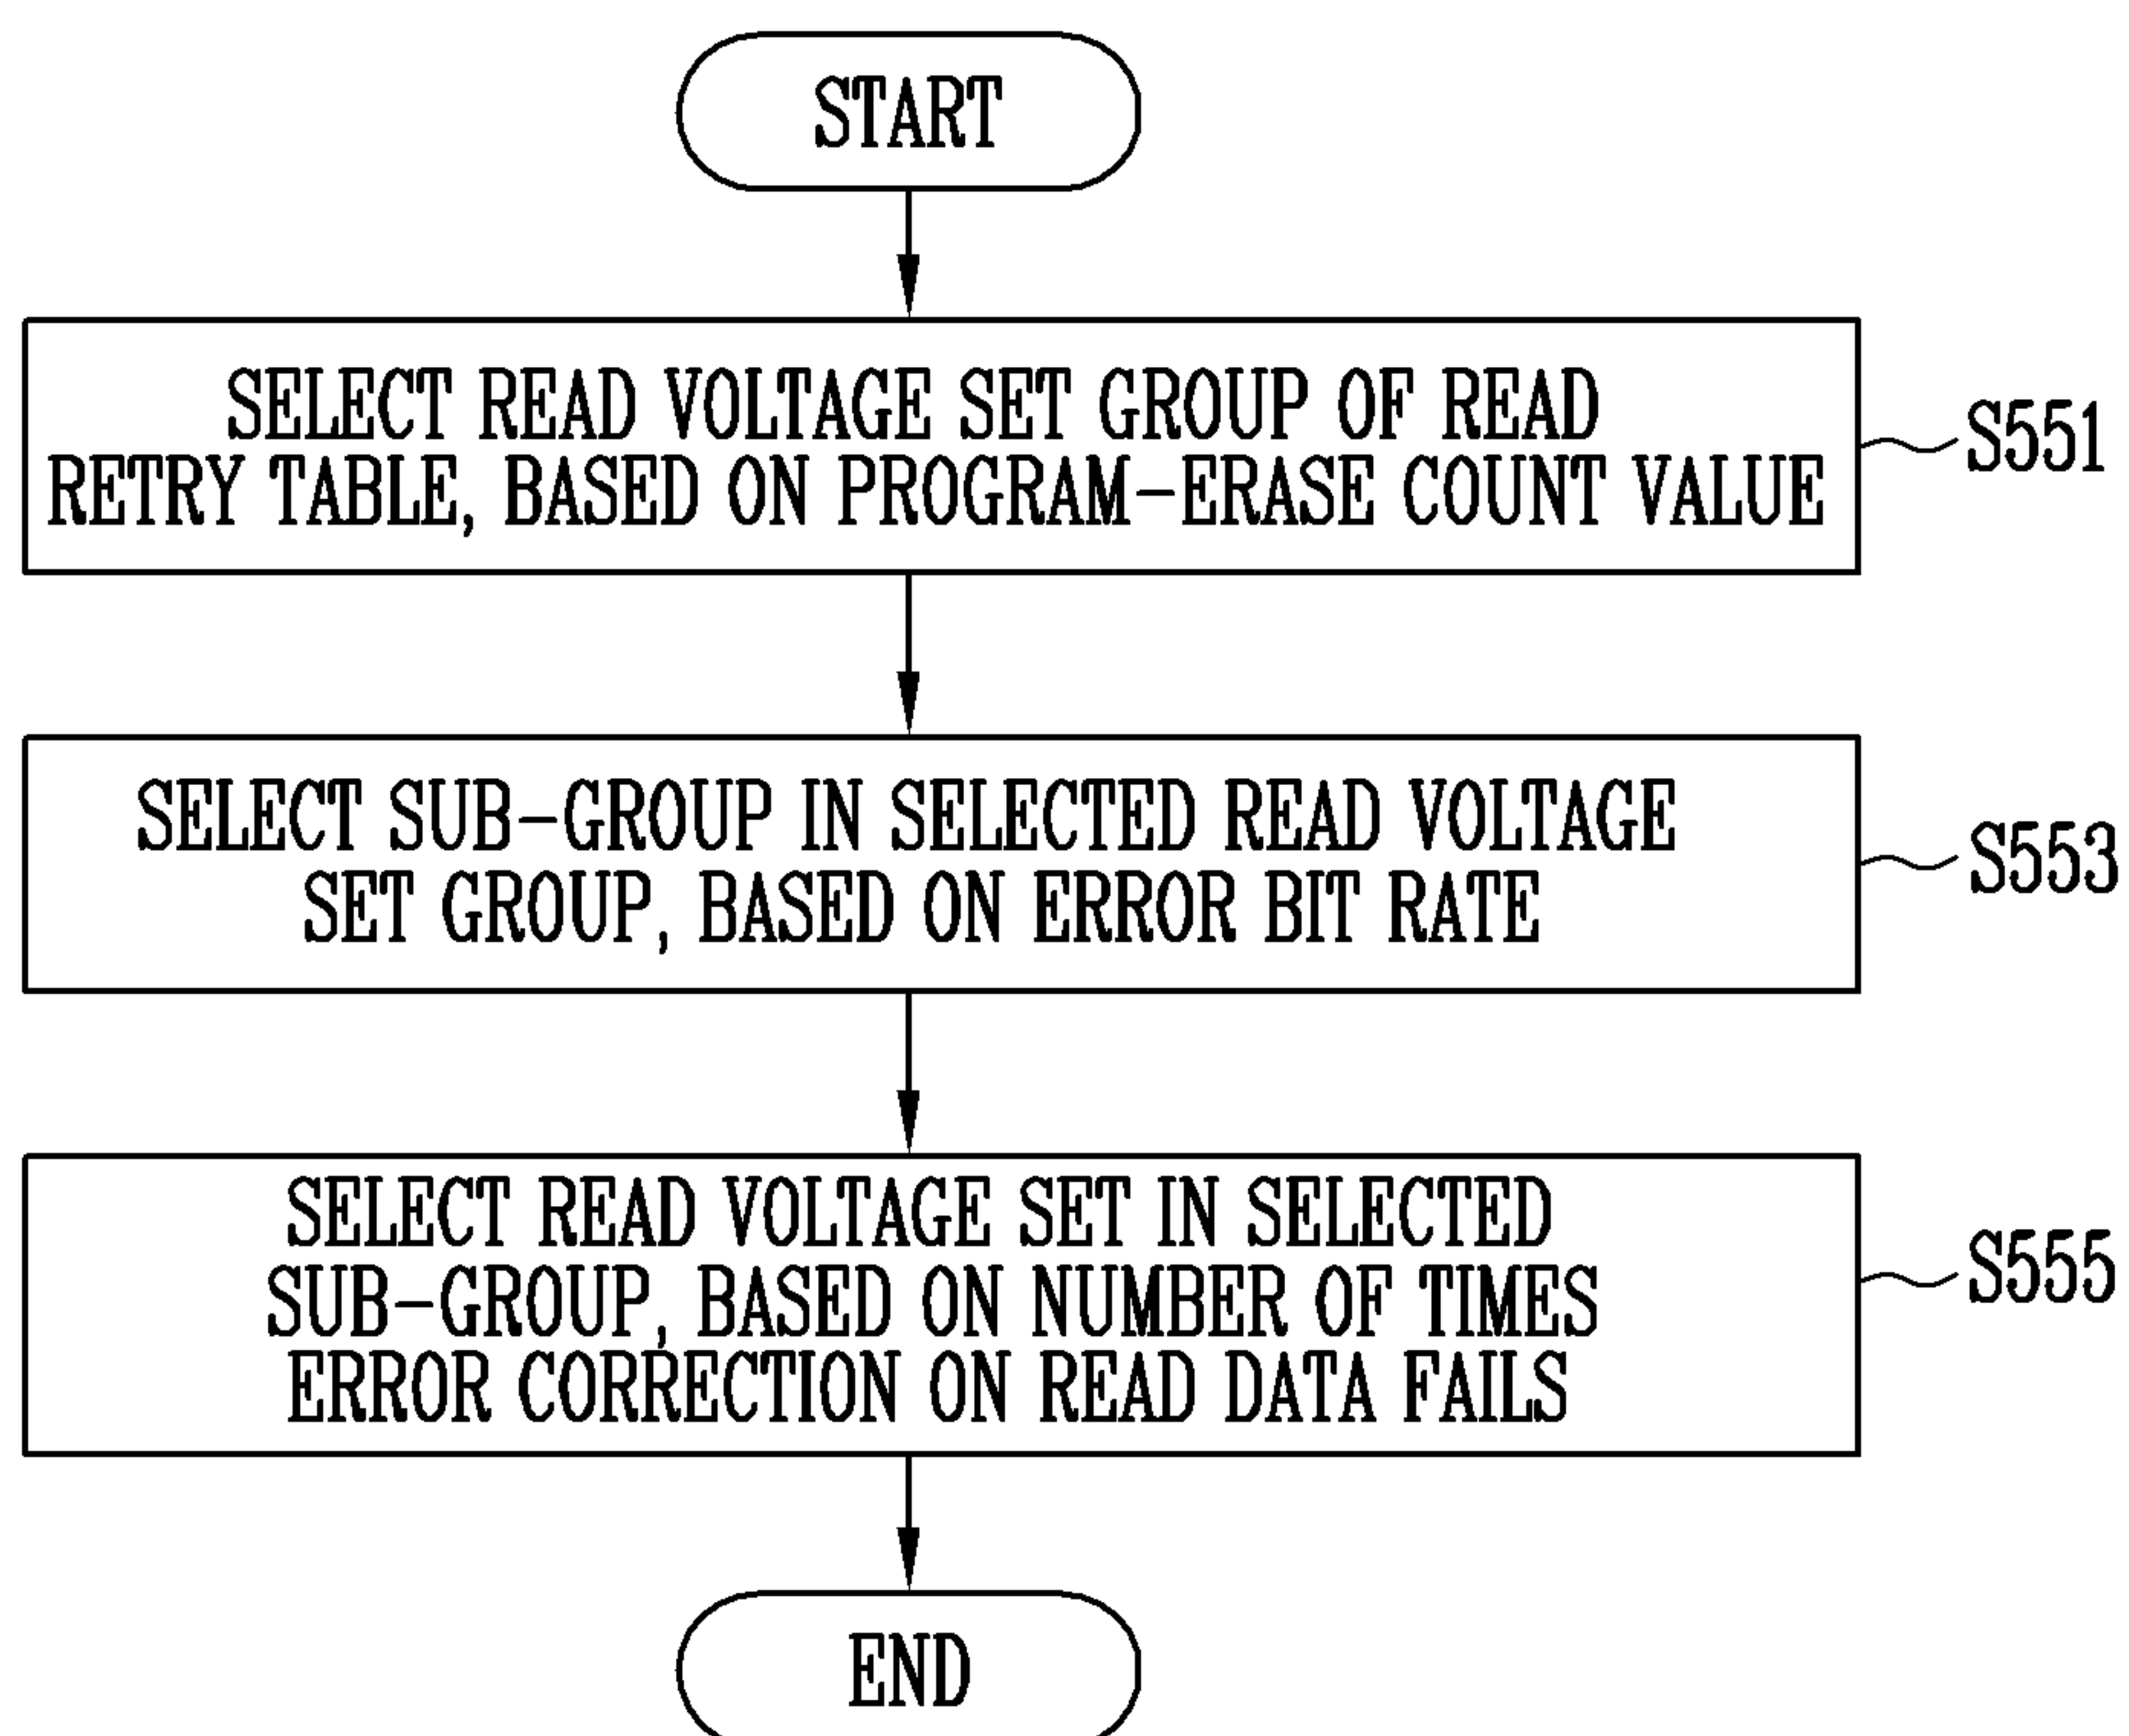 START
SELECT READ VOLTAGE SET GROUP OF READ
RETRY TABLE, BASED ON PROGRAM-ERASE COUNT VALUE
S551
SELECT SUB-GROUP IN SELECTED READ VOLTAGE
SET GROUP, BASED ON ERROR BIT RATE
S553
SELECT READ VOLTAGE SET IN SELECTED
SUB-GROUP, BASED ON NUMBER OF TIMES
ERROR CORRECTION ON READ DATA FAILS
S555
END